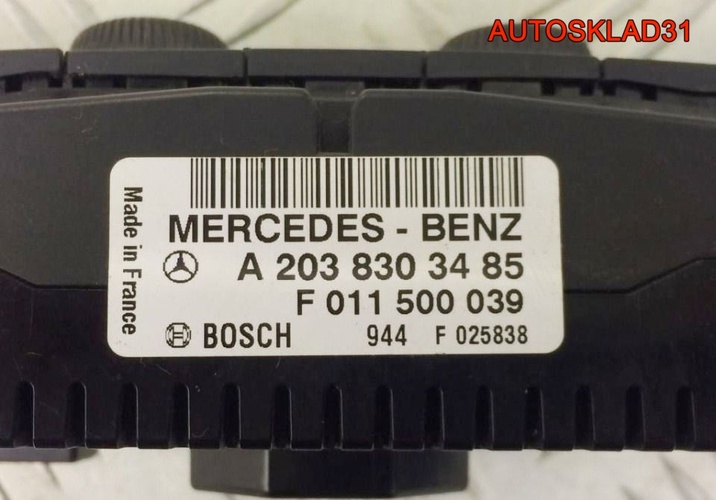 AUTOSKLAD31
Made in France
MERCEDES - BENZ
A 203 830 34 85
F 011 500 039
BOSCH 944 F 025838